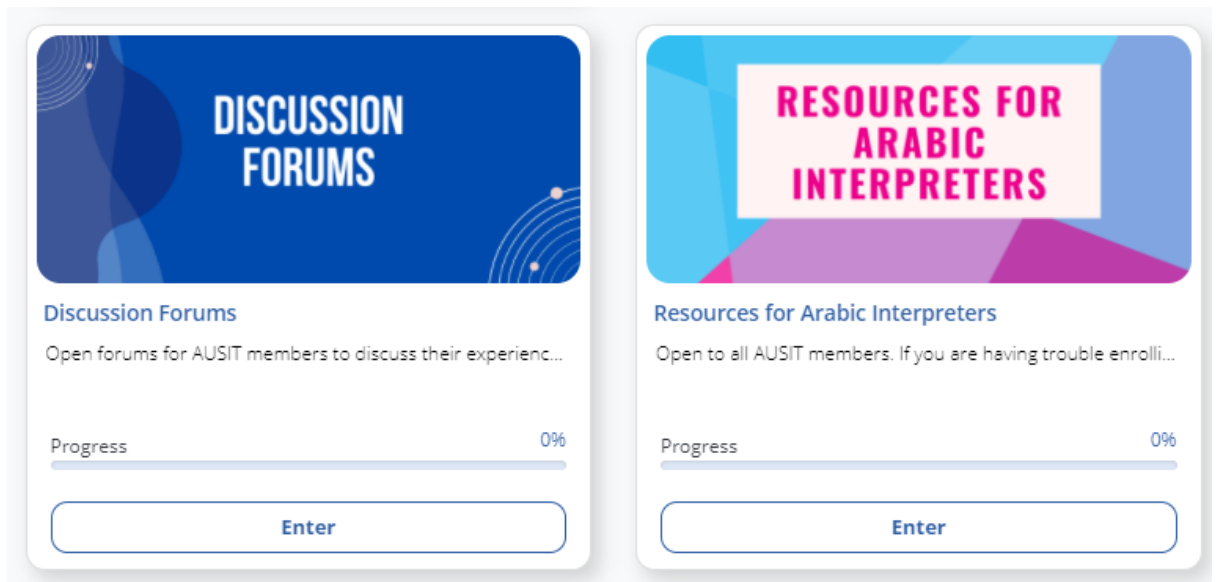 DISCUSSION
FORUMS
Discussion Forums
Open forums for AUSIT members to discuss their experienc...
Progress
0%
Enter
RESOURCES FOR
ARABIC
INTERPRETERS
Resources for Arabic Interpreters
Open to all AUSIT members. If you are having trouble enrolli...
Progress
0%
Enter